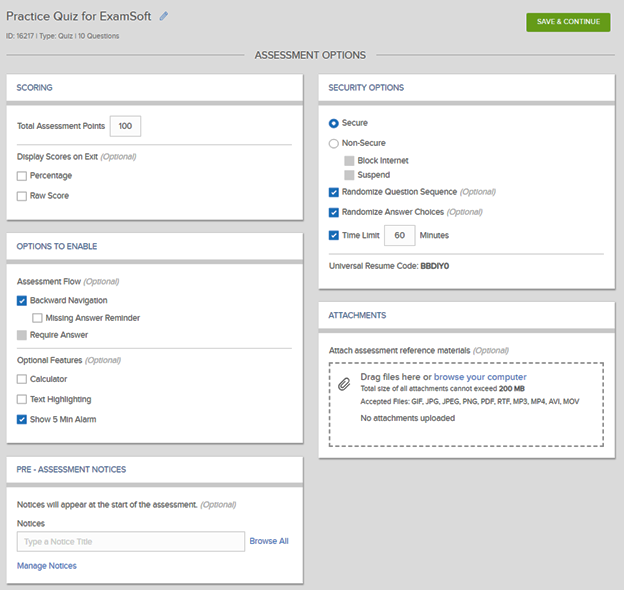 Practice Quiz for ExamSoft
SAVE & CONTINUE
ID: 16217 | Type: Quiz | 10 Questions
ASSESSMENT OPTIONS
SCORING
Total Assessment Points 100
Display Scores on Exit (Optional)
Percentage
Raw Score
OPTIONS TO ENABLE
Assessment Flow (Optional)
Backward Navigation
Missing Answer Reminder
Require Answer
Optional Features (Optional)
Calculator
Text Highlighting
Show 5 Min Alarm
PRE - ASSESSMENT NOTICES
Notices will appear at the start of the assessment. (Optional)
Notices
Type a Notice Title Browse All
Manage Notices
SECURITY OPTIONS
Secure
Non-Secure
Block Internet
Suspend
Randomize Question Sequence (Optional)
Randomize Answer Choices (Optional)
Time Limit 60 Minutes
Universal Resume Code: BBDIY0
ATTACHMENTS
Attach assessment reference materials (Optional)
Drag files here or browse your computer
Total size of all attachments cannot exceed 200 MB
Accepted Files: GIF, JPG, JPEG, PNG, PDF, RTF, MP3, MP4, AVI, MOV
No attachments uploaded